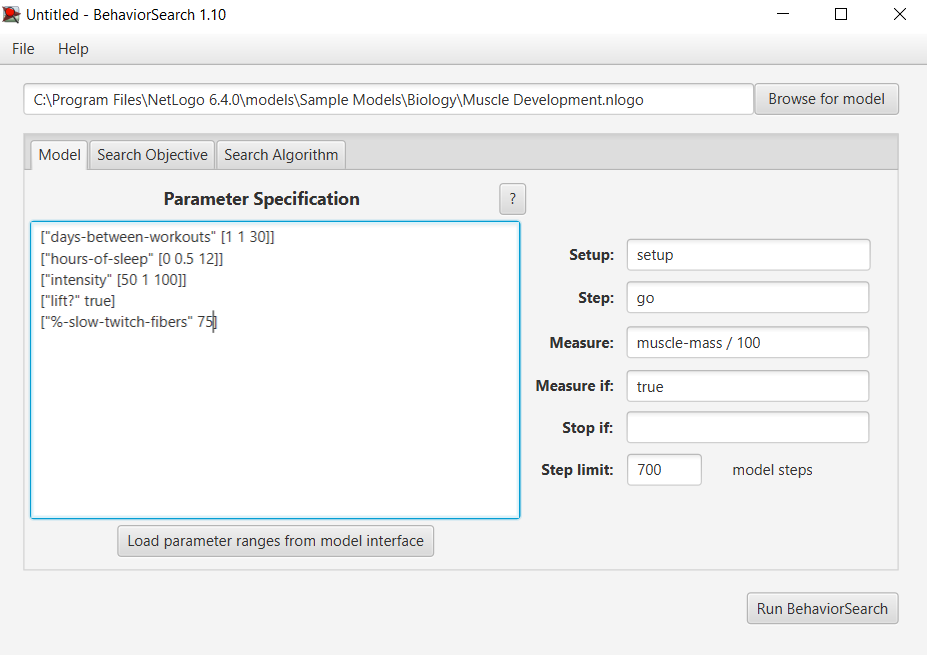 Untitled - BehaviorSearch 1.10
File Help
C:\Program Files\NetLogo 6.4.0\models\Sample Models\Biology\Muscle Development.nlogo
Browse for model
Model Search Objective Search Algorithm
Parameter Specification
?
["days-between-workouts" [1 1 30]]
["hours-of-sleep" [0 0.5 12]]
["intensity" [50 1 100]]
["lift?" true]
["%-slow-twitch-fibers" 75]
Load parameter ranges from model interface
Setup: setup
Step: go
Measure: muscle-mass / 100
Measure if: true
Stop if:
Step limit: 700 model steps
Run BehaviorSearch